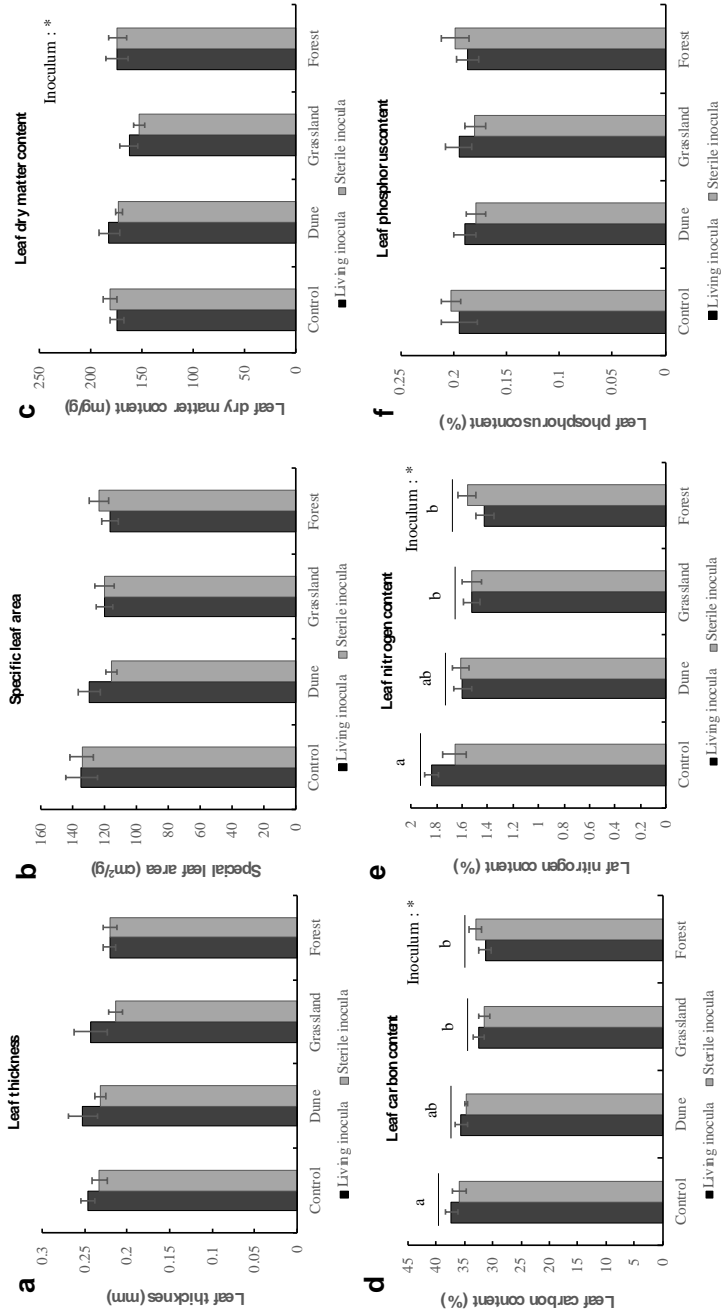 a
Leaf thickness
Leaf thicknes (mm)
0.3
0.25
0.2
0.15
0.1
0.05
0
Control
Dune
Grassland
Forest
Living inocula
Sterile inocula
b
Specific leaf area
Special leaf area (cm²/g)
160
140
120
100
80
60
40
20
0
Control
Dune
Grassland
Forest
Living inocula
Sterile inocula
c
Leaf dry matter content
Inoculum : *
Leaf dry matter content (mg/g)
250
200
150
100
50
0
Control
Dune
Grassland
Forest
Living inocula
Sterile inocula
d
Leaf carbon content
Inoculum : *
Leaf carbon content (%)
45
40
35
30
25
20
15
10
5
0
a
ab
b
b
Control
Dune
Grassland
Forest
Living inocula
Sterile inocula
e
Leaf nitrogen content
Inoculum : *
Laf nitrogen content (%)
2
1.8
1.6
1.4
1.2
1
0.8
0.6
0.4
0.2
0
a
ab
b
b
Control
Dune
Grassland
Forest
Living inocula
Sterile inocula
f
Leaf phosphoruscontent
Leaf phosphoruscontent (%)
0.25
0.2
0.15
0.1
0.05
0
Control
Dune
Grassland
Forest
Living inocula
Sterile inocula